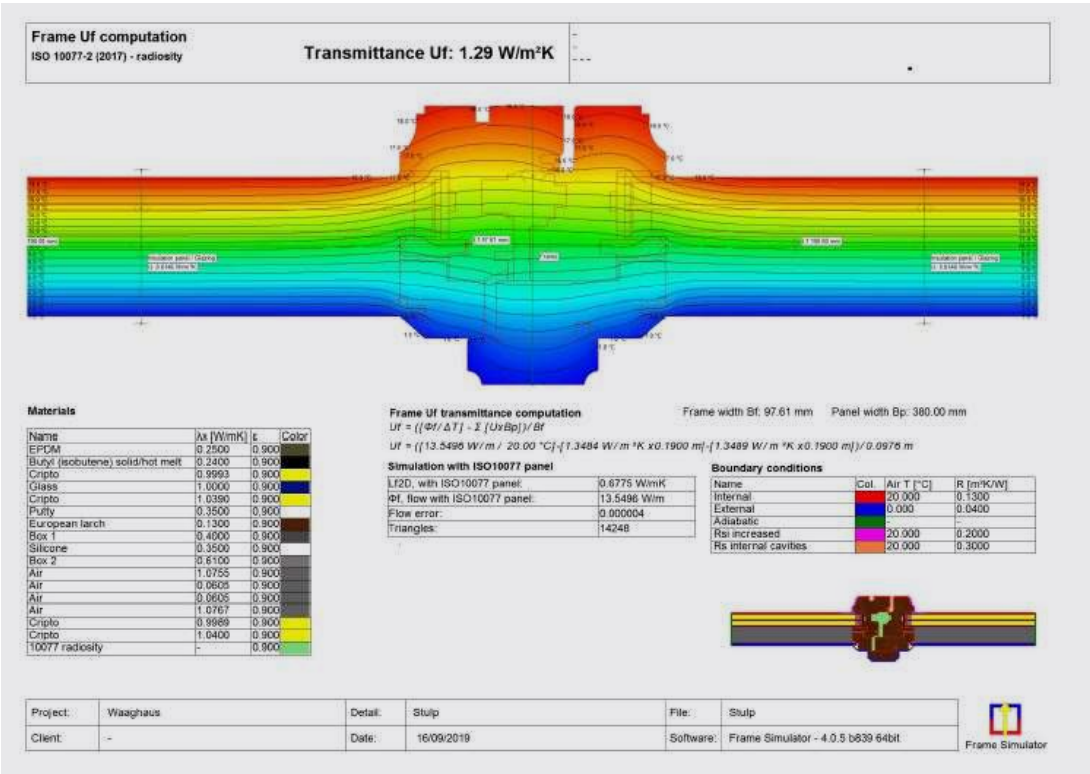 Frame Uf computation
ISO 10077-2 (2017) - radiosity
Transmittance Uf: 1.29 W/m²K
Frame
Insulation panel / Glazing
Insulation panel / Glazing
Materials
Name λx [W/mK] ε Color
EPDM 0.2500 0.900
Butyl (isobutene) solid/hot melt 0.2400 0.900
Cripto 0.9993 0.900
Glass 1.0000 0.900
Cripto 1.0390 0.900
Putty 0.3500 0.900
European larch 0.1300 0.900
Box 1 0.4000 0.900
Silicone 0.3500 0.900
Box 2 0.6100 0.900
Air 1.0755 0.900
Air 0.0605 0.900
Air 0.0605 0.900
Air 1.0767 0.900
Cripto 0.9989 0.900
Cripto 1.0400 0.900
10077 radiosity - 0.900
Frame Uf transmittance computation
Uf = ([Φf/ ΔT] - Σ [UxBp])/ Bf
Uf = ([13.5496 W/m / 20.00 °C]-[1.3484 W/m²K x0.1900 m]-[1.3489 W/m²K x0.1900 m])/0.0976 m
Frame width Bf: 97.61 mm Panel width Bp: 380.00 mm
Simulation with ISO10077 panel
Lf2D, with ISO10077 panel: 0.6775 W/mK
Φf, flow with ISO10077 panel: 13.5496 W/m
Flow error: 0.000004
Triangles: 14248
Boundary conditions
Name Col. Air T [°C] R [m²K/W]
Internal 20.000 0.1300
External 0.000 0.0400
Adiabatic - -
Rsi increased 20.000 0.2000
Rs internal cavities 20.000 0.3000
Project: Waaghaus Detail: Stulp File: Stulp
Client: - Date: 16/09/2019 Software: Frame Simulator - 4.0.5 b839 64bit
Frame Simulator